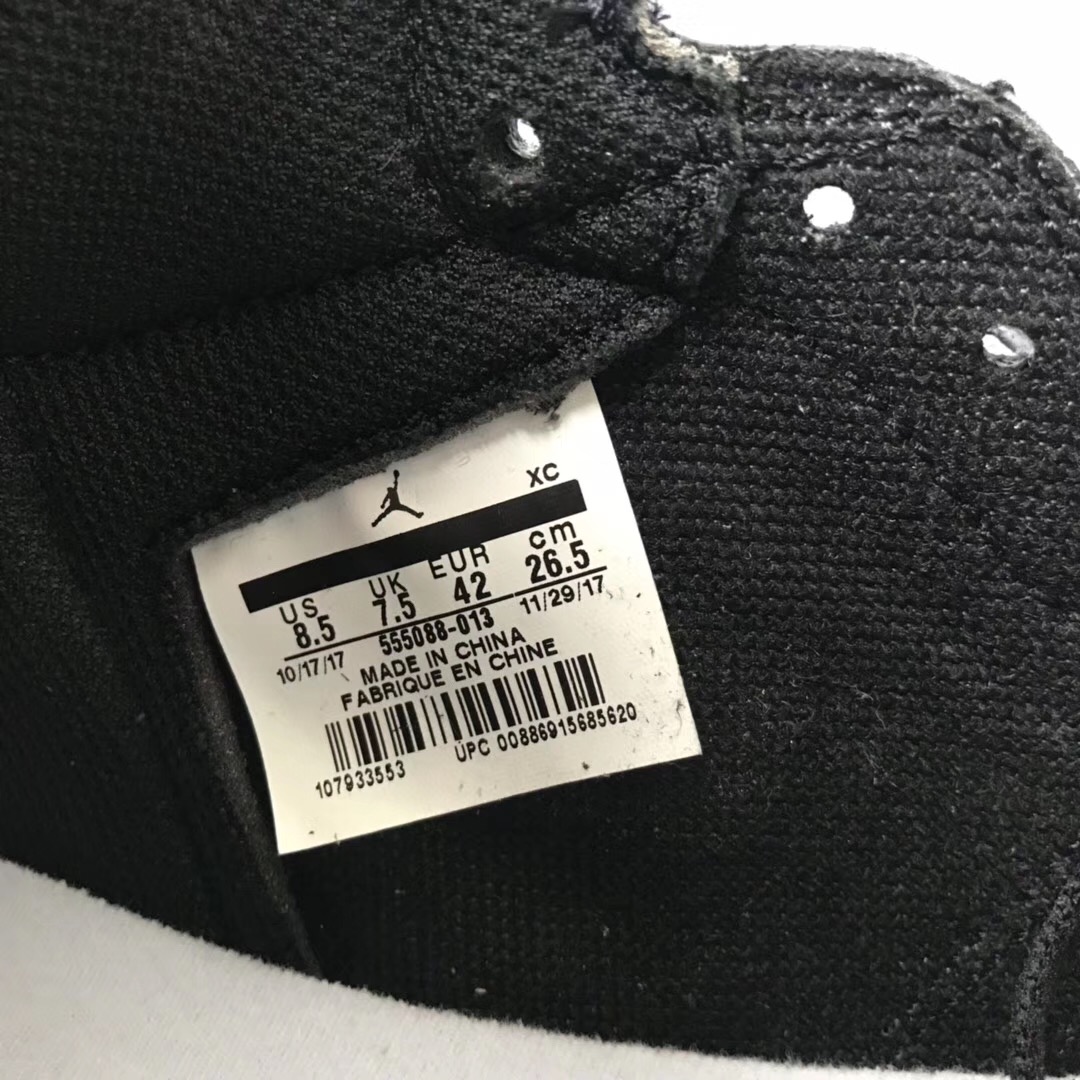 XC
US UK EUR cm
8.5 7.5 42 26.5
10/17/17 555088-013 11/29/17
MADE IN CHINA
FABRIQUE EN CHINE
107933553 UPC 00886915685620